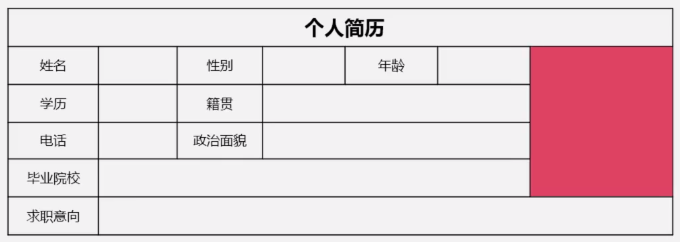 个人简历
姓名 性别 年龄
学历 籍贯
电话 政治面貌
毕业院校
求职意向